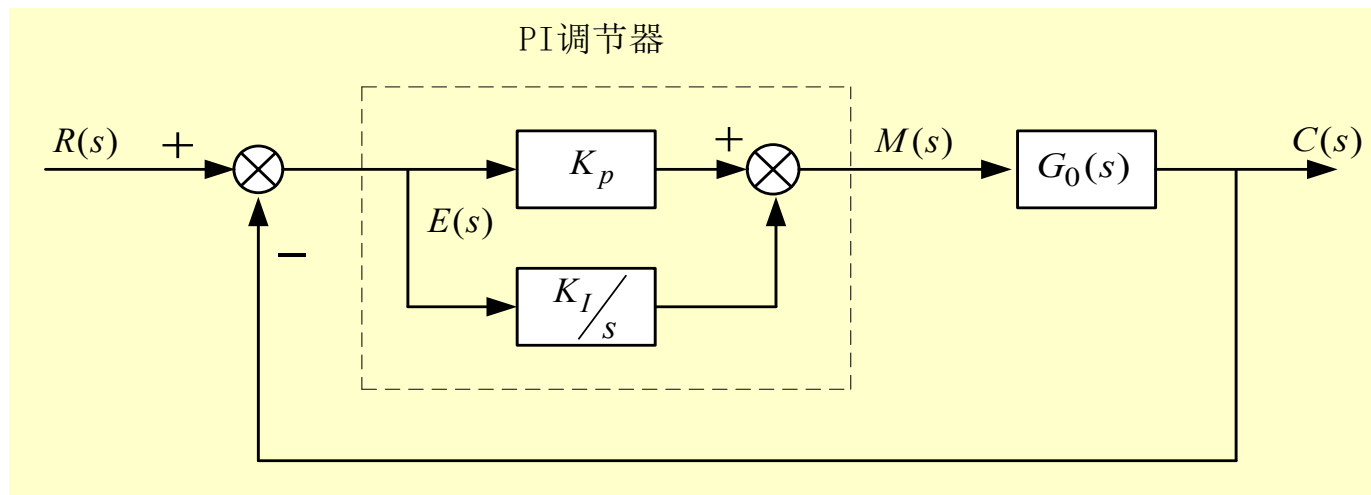 PI调节器
R(s)
+
K_p
+
M(s)
G_0(s)
C(s)
E(s)
−
K_I/s